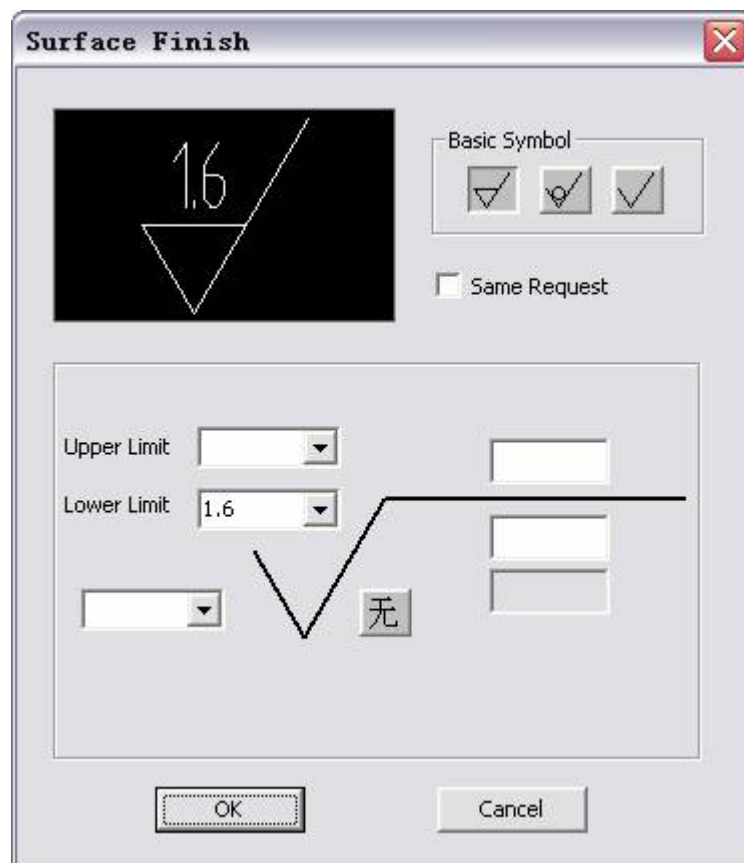 Surface Finish
1.6
Basic Symbol
Same Request
Upper Limit
Lower Limit 1.6
无
OK Cancel